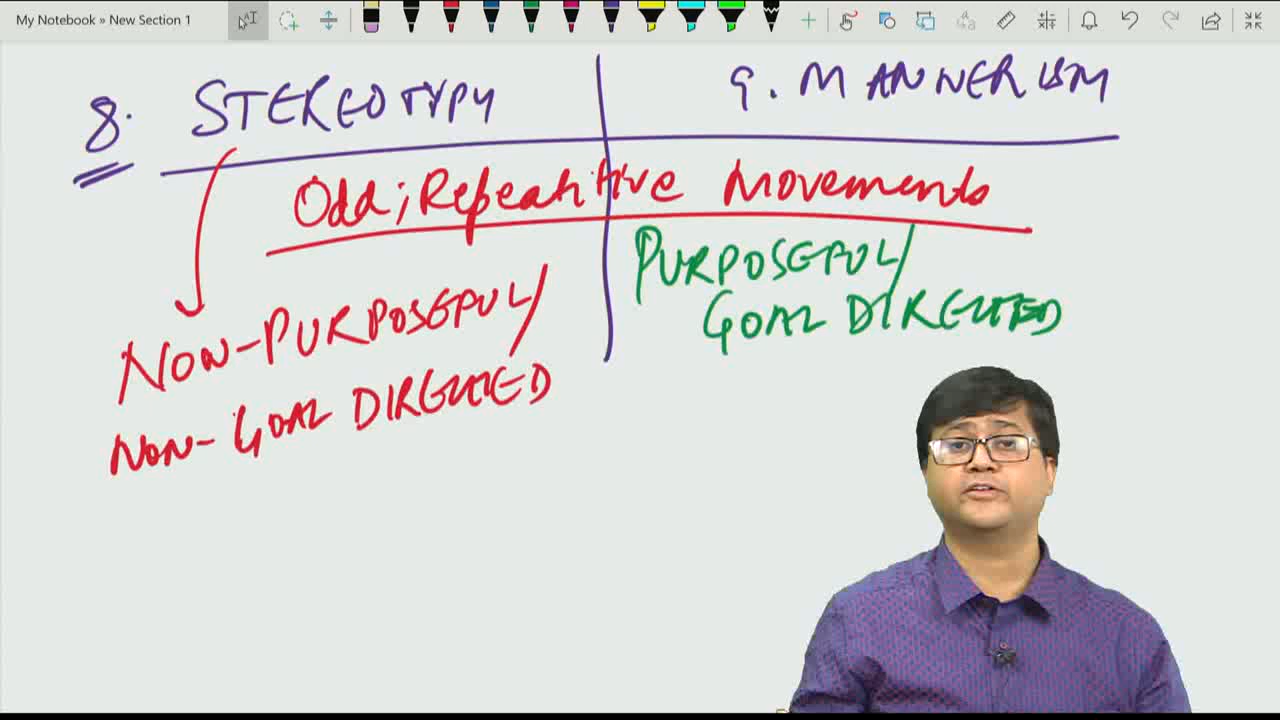 My Notebook » New Section 1
8. STEREOTYPY
9. MANNERISM
Odd; Repeatitive Movements
NON-PURPOSEFUL/
NON-GOAL DIRECTED
PURPOSEFUL/
GOAL DIRECTED